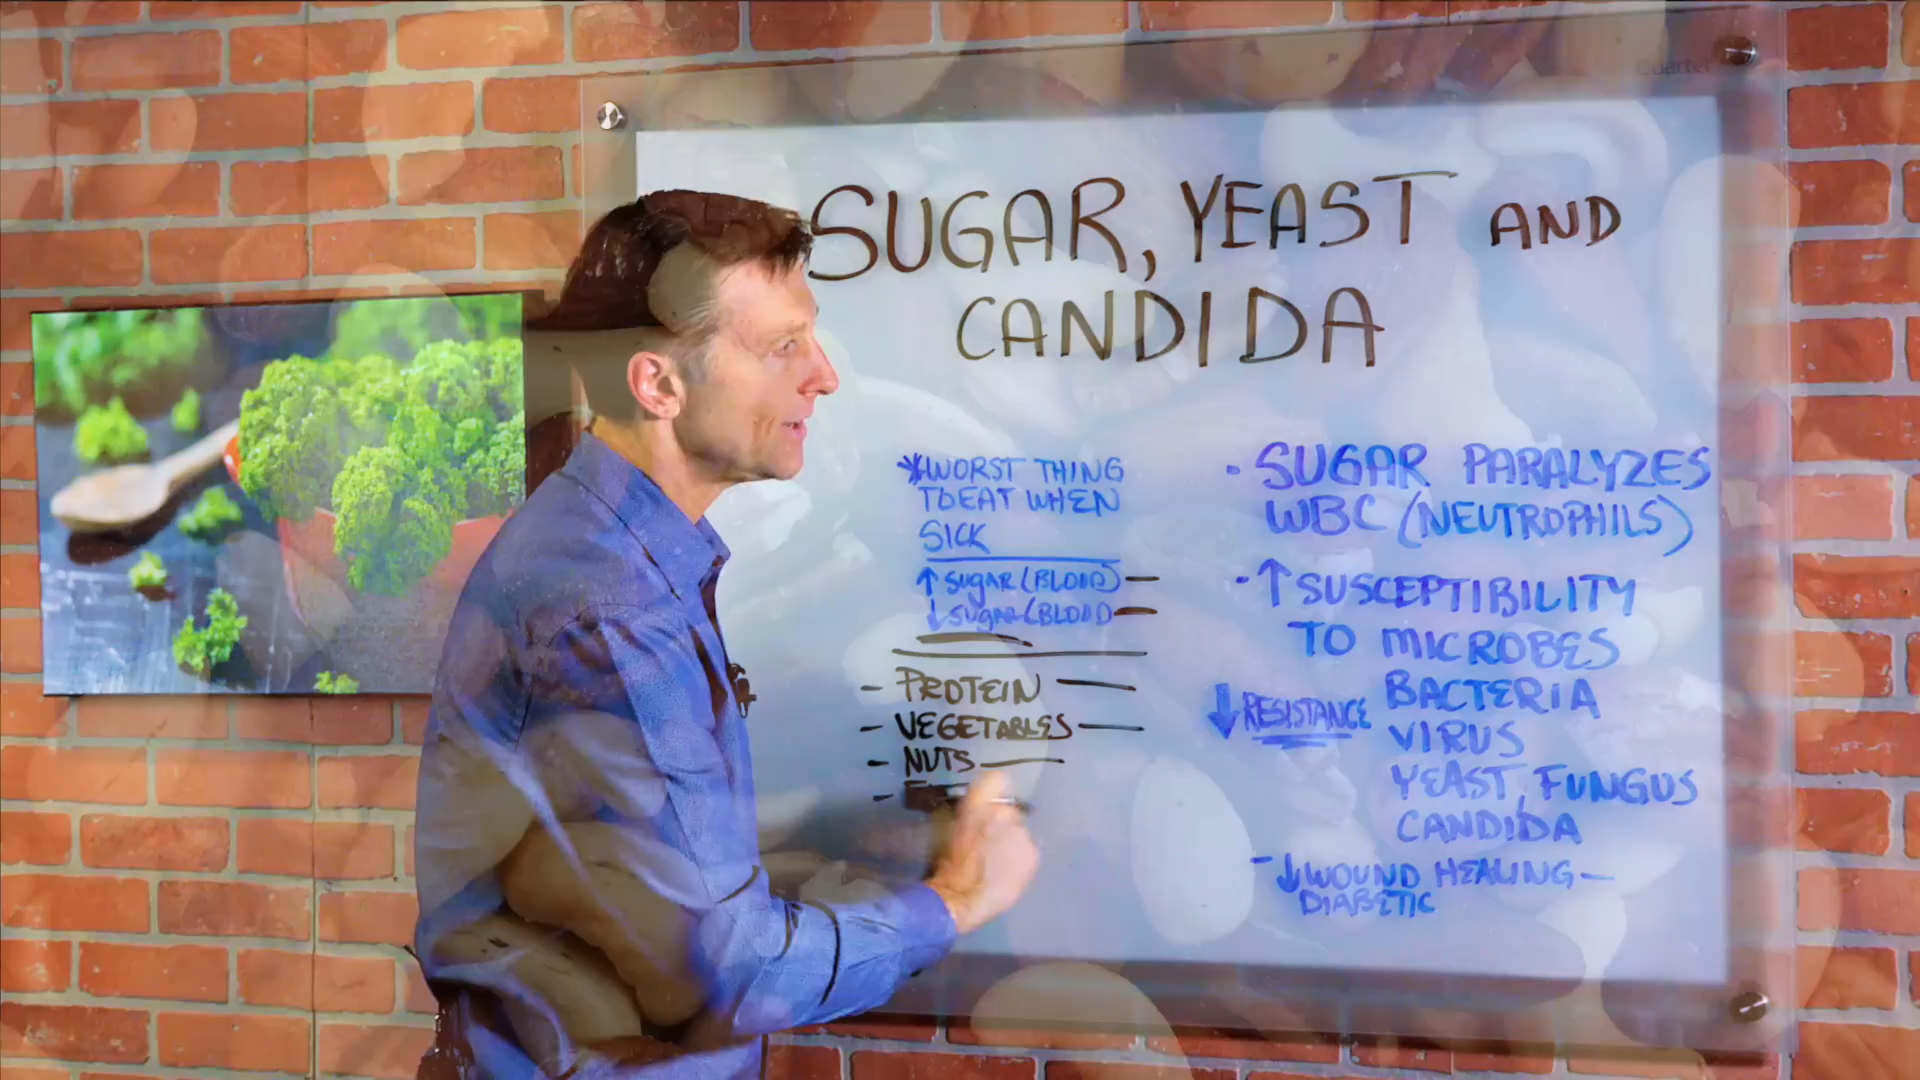 SUGAR, YEAST AND
CANDIDA
*WORST THING
TO EAT WHEN
SICK
↑ SUGAR (BLOOD) —
↓ SUGAR (BLOOD —
- PROTEIN —
- VEGETABLES —
- NUTS —
-
· SUGAR PARALYZES
WBC (NEUTROPHILS)
· ↑ SUSCEPTIBILITY
TO MICROBES
BACTERIA
↓ RESISTANCE
VIRUS
YEAST, FUNGUS
CANDIDA
- ↓ WOUND HEALING —
DIABETIC
Quartet